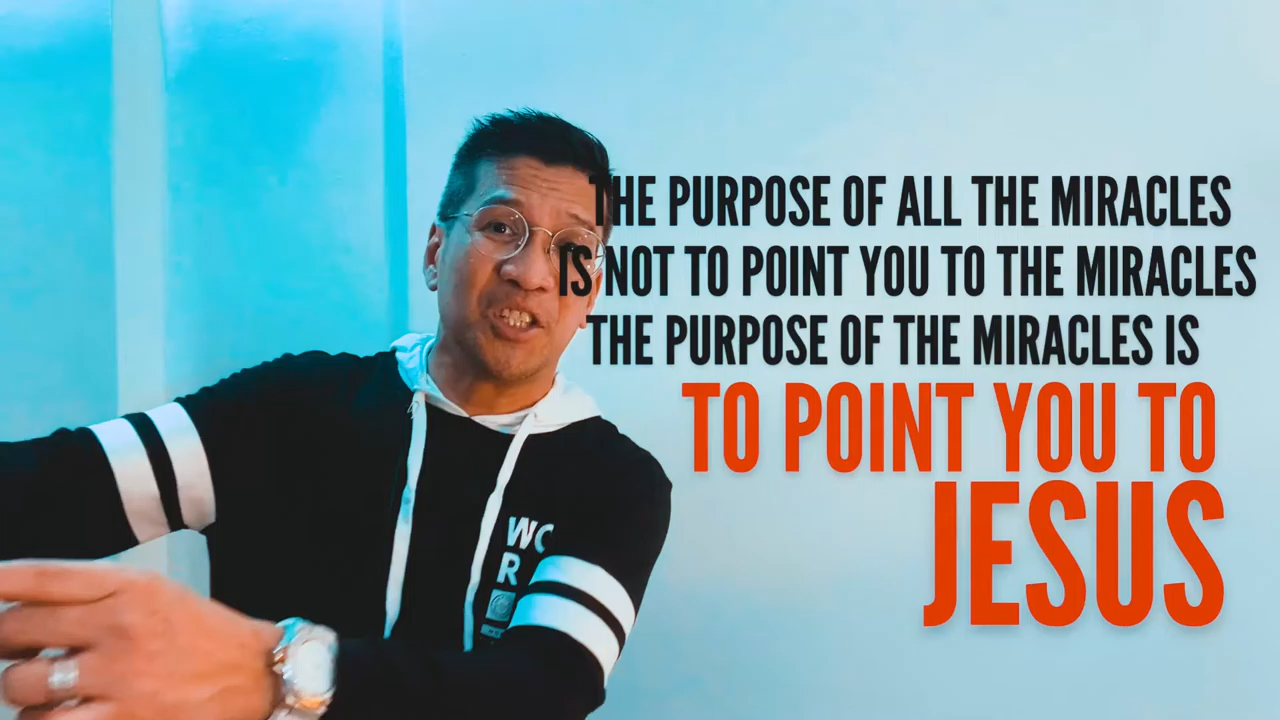 THE PURPOSE OF ALL THE MIRACLES
IS NOT TO POINT YOU TO THE MIRACLES
THE PURPOSE OF THE MIRACLES IS
TO POINT YOU TO
JESUS
WO
R